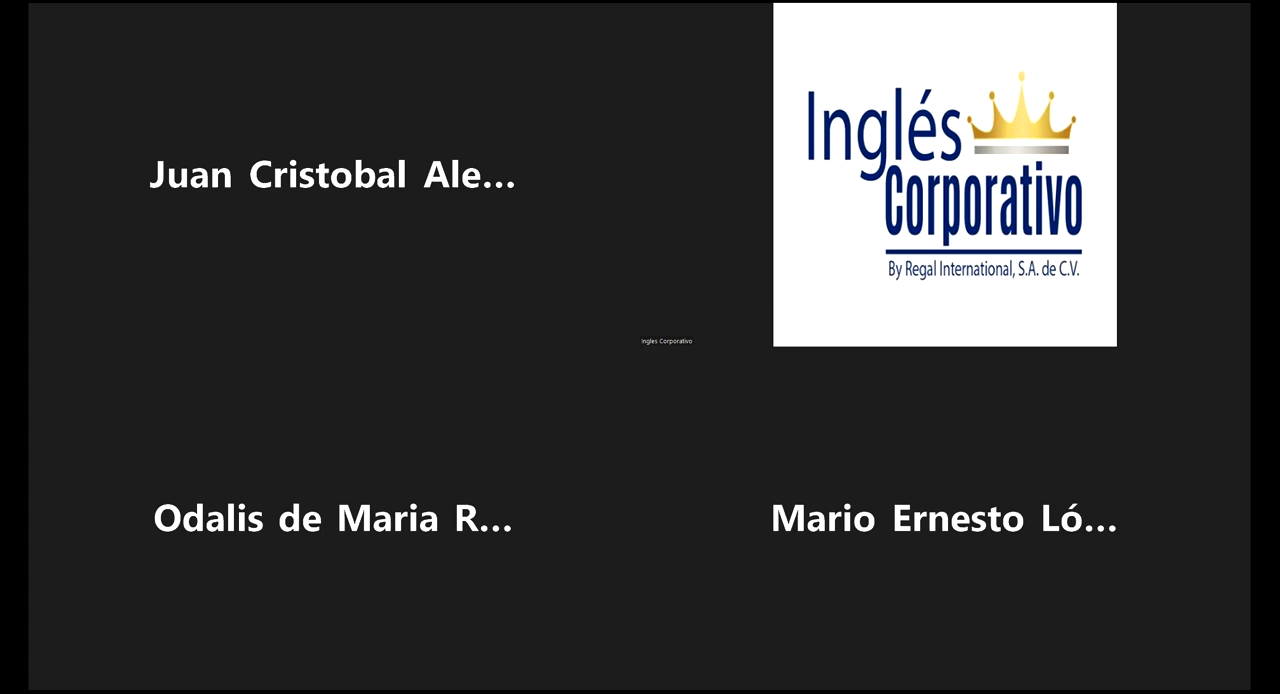 Juan Cristobal Ale...
Inglés
Corporativo
By Regal International, S.A. de C.V.
Ingles Corporativo
Odalis de Maria R...
Mario Ernesto Ló...